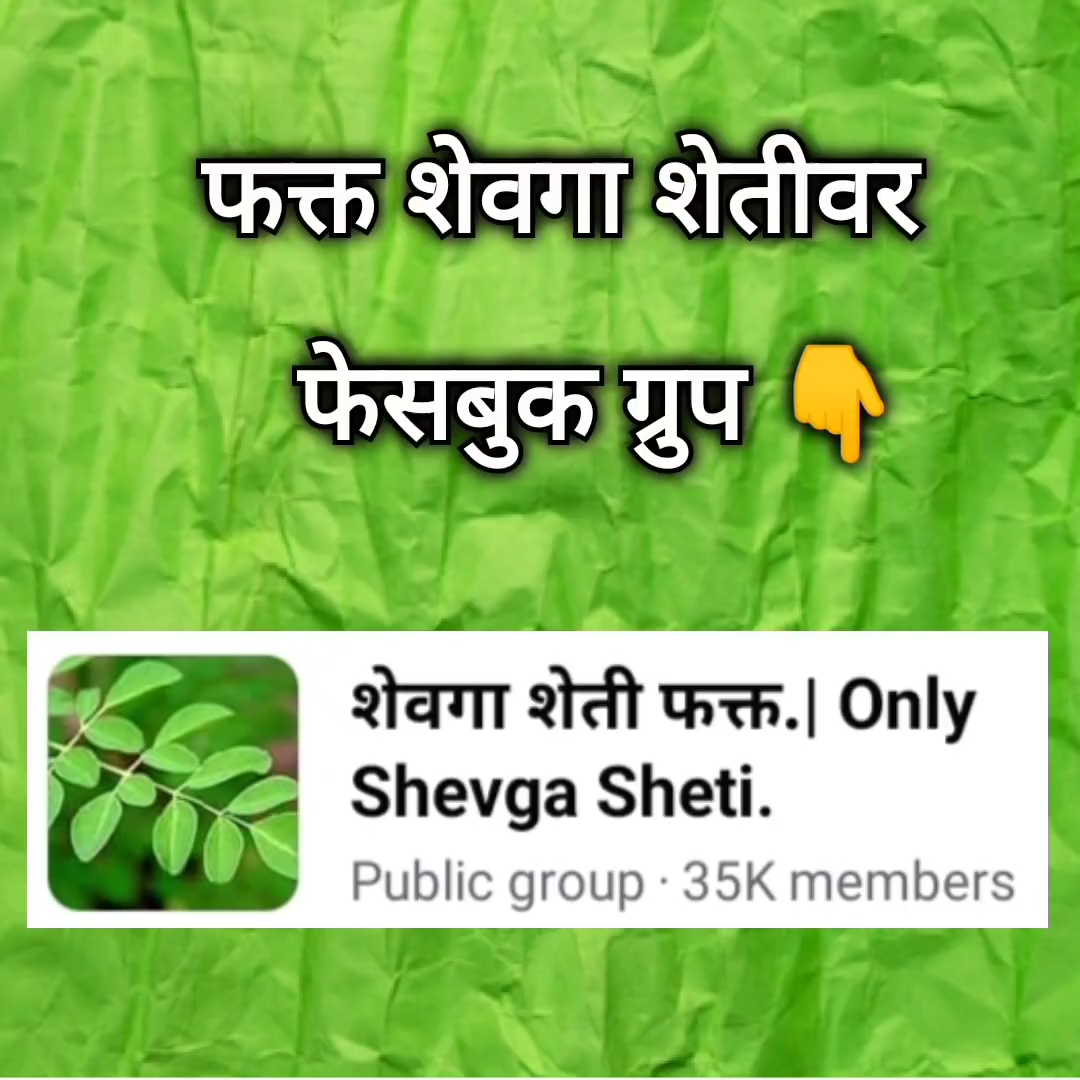 फक्त शेवगा शेतीवर
फेसबुक ग्रुप 👇
शेवगा शेती फक्त.| Only
Shevga Sheti.
Public group · 35K members